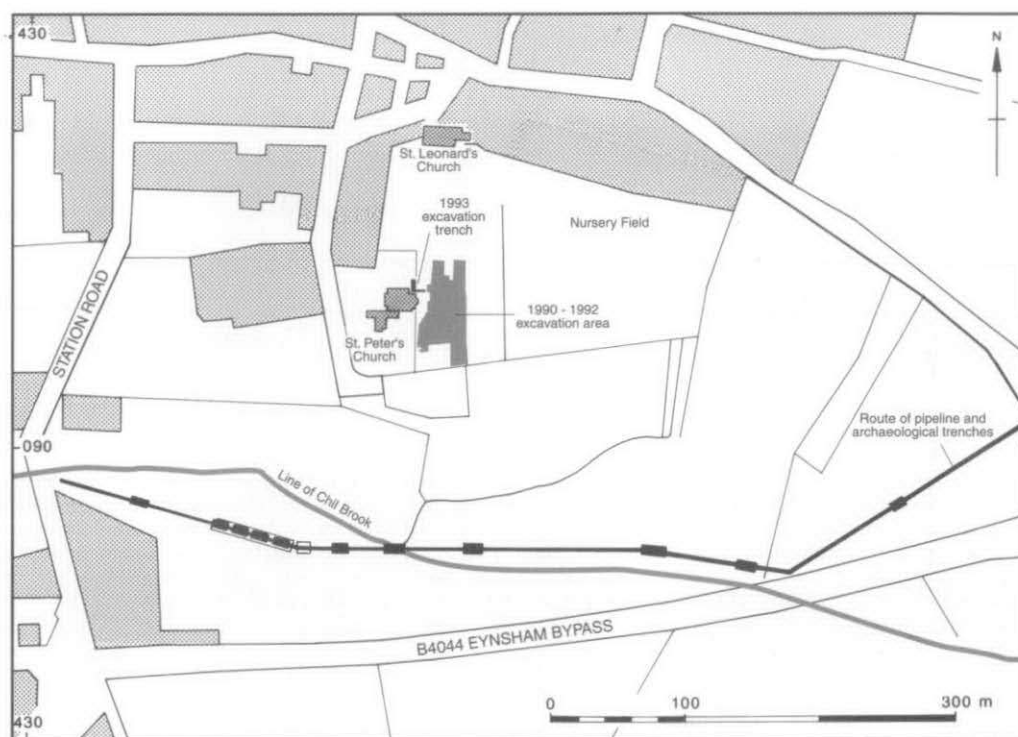 430
N
St. Leonard's
Church
1993
excavation
trench
Nursery Field
1990 - 1992
excavation area
St. Peter's
Church
STATION ROAD
Route of pipeline and
archaeological trenches
090
Line of Chil Brook
B4044 EYNSHAM BYPASS
0 100 300 m
430